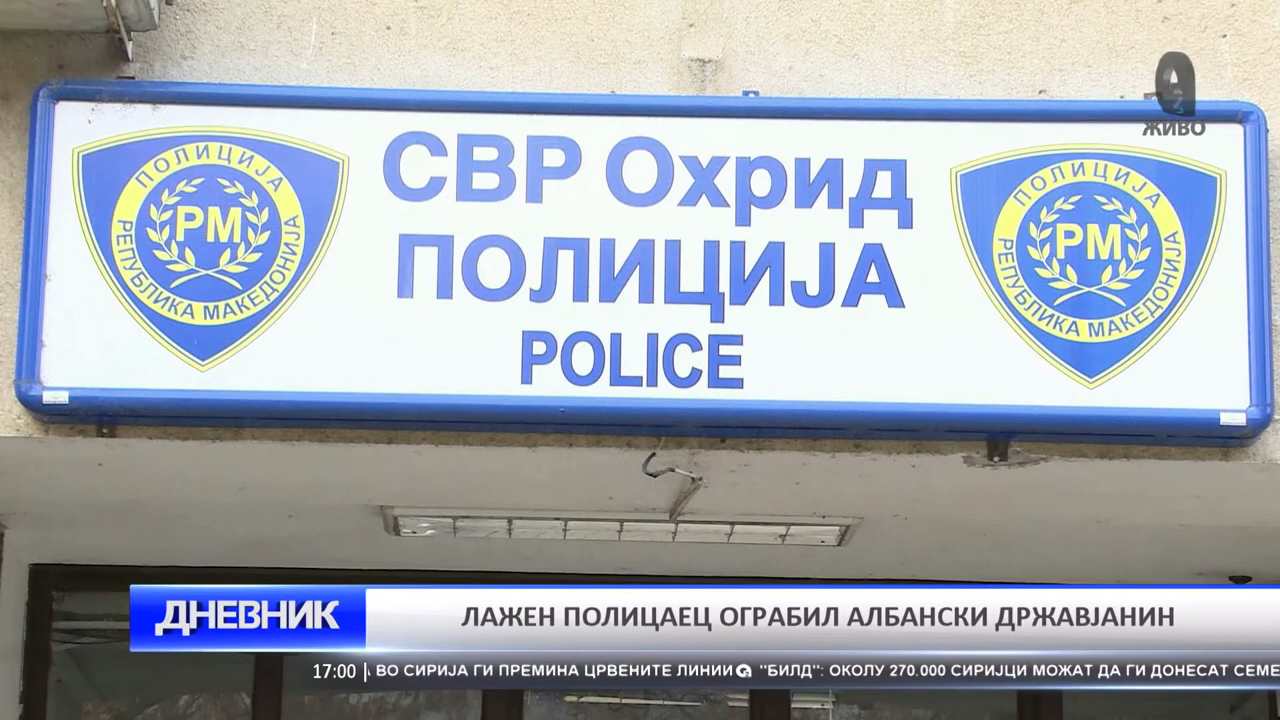 ЖИВО
СВР Охрид
ПОЛИЦИЈА
POLICE
ПОЛИЦИЈА
РМ
РЕПУБЛИКА МАКЕДОНИЈА
ПОЛИЦИЈА
РМ
РЕПУБЛИКА МАКЕДОНИЈА
ДНЕВНИК
ЛАЖЕН ПОЛИЦАЕЦ ОГРАБИЛ АЛБАНСКИ ДРЖАВЈАНИН
17:00 А ВО СИРИЈА ГИ ПРЕМИНА ЦРВЕНИТЕ ЛИНИИ "БИЛД": ОКОЛУ 270.000 СИРИЈЦИ МОЖАТ ДА ГИ ДОНЕСАТ СЕМЕ